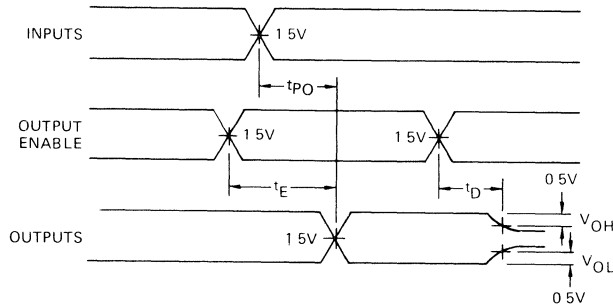 INPUTS
1 5V
tPO
OUTPUT
ENABLE
1 5V
1 5V
tE
tD
0 5V
VOH
OUTPUTS
1 5V
VOL
0 5V